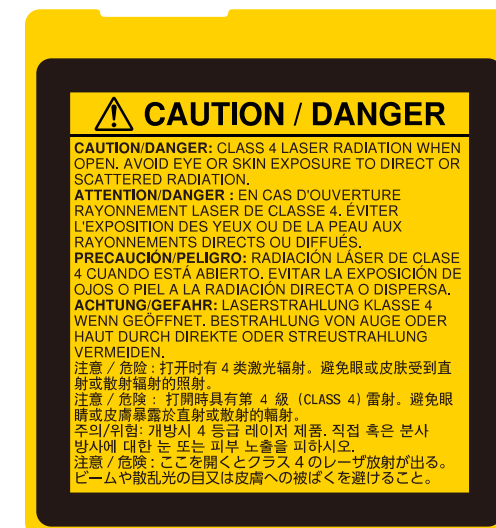 CAUTION / DANGER
CAUTION/DANGER: CLASS 4 LASER RADIATION WHEN
OPEN. AVOID EYE OR SKIN EXPOSURE TO DIRECT OR
SCATTERED RADIATION.
ATTENTION/DANGER : EN CAS D'OUVERTURE
RAYONNEMENT LASER DE CLASSE 4. ÉVITER
L'EXPOSITION DES YEUX OU DE LA PEAU AUX
RAYONNEMENTS DIRECTS OU DIFFUÉS.
PRECAUCIÓN/PELIGRO: RADIACIÓN LÁSER DE CLASE
4 CUANDO ESTÁ ABIERTO. EVITAR LA EXPOSICIÓN DE
OJOS O PIEL A LA RADIACIÓN DIRECTA O DISPERSA.
ACHTUNG/GEFAHR: LASERSTRAHLUNG KLASSE 4
WENN GEÖFFNET. BESTRAHLUNG VON AUGE ODER
HAUT DURCH DIREKTE ODER STREUSTRAHLUNG
VERMEIDEN.
注意 / 危险 : 打开时有 4 类激光辐射。避免眼或皮肤受到直
射或散射辐射的照射。
注意 / 危険 : 打開時具有第 4 級 (CLASS 4) 雷射。避免眼
睛或皮膚暴露於直射或散射的輻射。
주의/위험: 개방시 4 등급 레이저 제품. 직접 혹은 분사
방사에 대한 눈 또는 피부 노출을 피하시오.
注意 / 危険 : ここを開くとクラス 4 のレーザ放射が出る。
ビームや散乱光の目又は皮膚への被ばくを避けること。